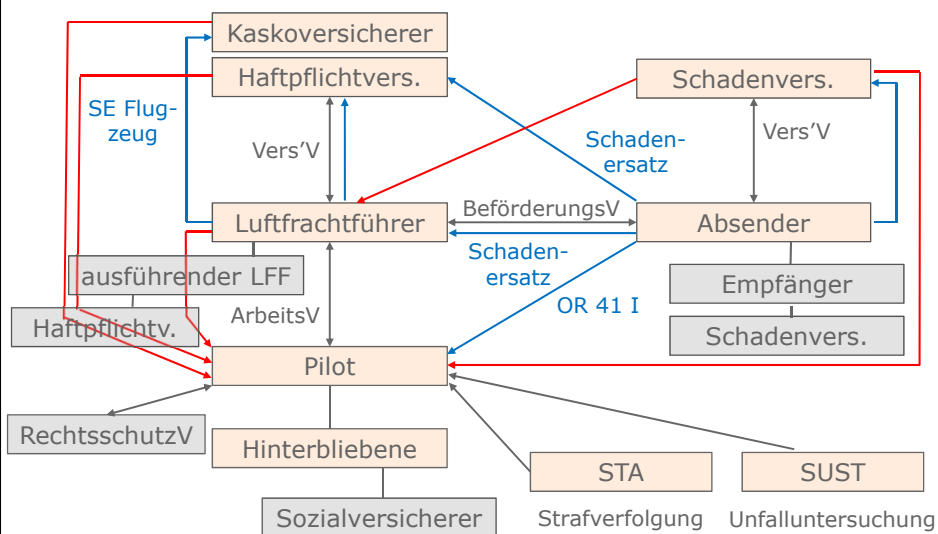 Kaskoversicherer
Haftpflichtvers.
Schadenvers.
SE Flug-
zeug
Vers'V
Schaden-
ersatz
Vers'V
Luftfrachtführer
BeförderungsV
Absender
Schaden-
ersatz
ausführender LFF
Empfänger
Haftpflichtv.
ArbeitsV
OR 41 I
Schadenvers.
Pilot
RechtsschutzV
Hinterbliebene
STA
SUST
Sozialversicherer
Strafverfolgung
Unfalluntersuchung